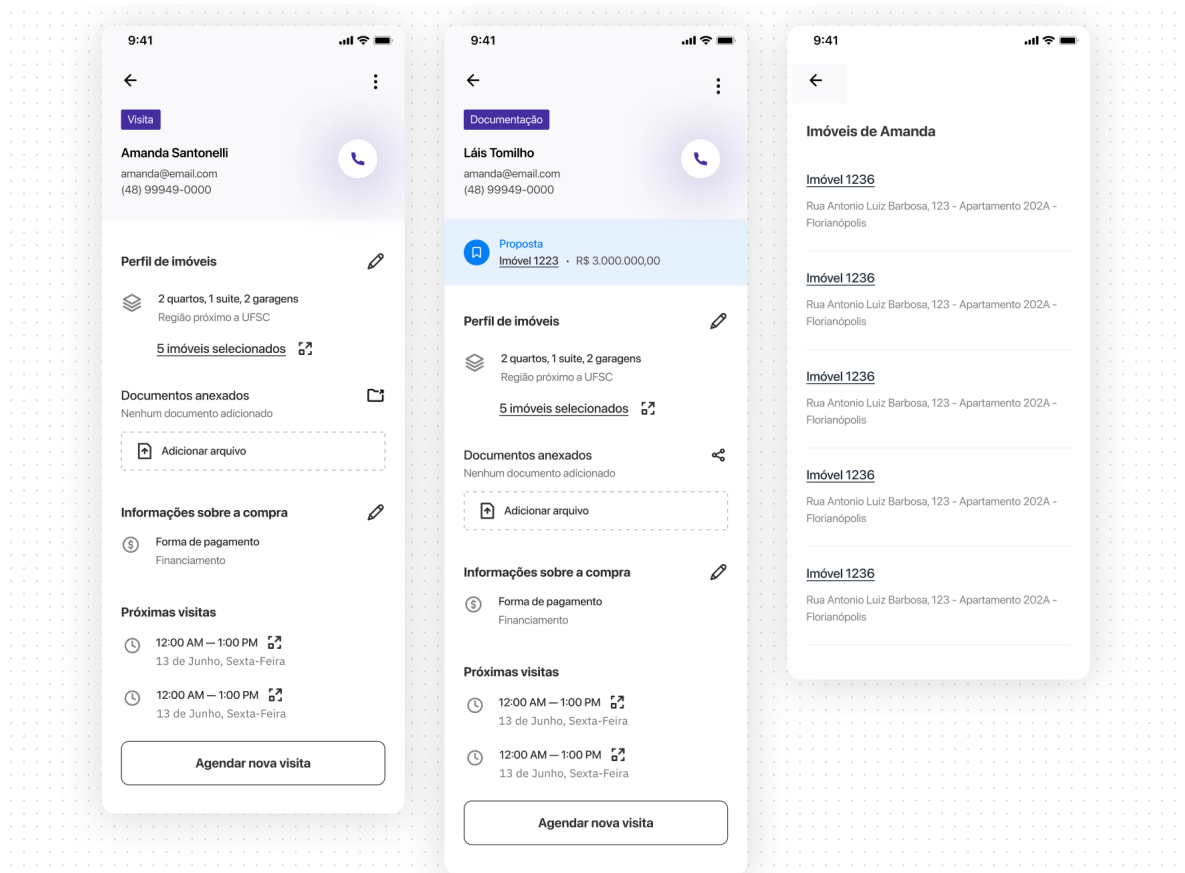 9:41
Visita
Amanda Santonelli
amanda@email.com
(48) 99949-0000
Perfil de imóveis
2 quartos, 1 suite, 2 garagens
Região próximo a UFSC
5 imóveis selecionados
Documentos anexados
Nenhum documento adicionado
Adicionar arquivo
Informações sobre a compra
Forma de pagamento
Financiamento
Próximas visitas
12:00 AM — 1:00 PM
13 de Junho, Sexta-Feira
12:00 AM — 1:00 PM
13 de Junho, Sexta-Feira
Agendar nova visita
9:41
Documentação
Láis Tomilho
amanda@email.com
(48) 99949-0000
Proposta
Imóvel 1223 • R$ 3.000.000,00
Perfil de imóveis
2 quartos, 1 suite, 2 garagens
Região próximo a UFSC
5 imóveis selecionados
Documentos anexados
Nenhum documento adicionado
Adicionar arquivo
Informações sobre a compra
Forma de pagamento
Financiamento
Próximas visitas
12:00 AM — 1:00 PM
13 de Junho, Sexta-Feira
12:00 AM — 1:00 PM
13 de Junho, Sexta-Feira
Agendar nova visita
9:41
Imóveis de Amanda
Imóvel 1236
Rua Antonio Luiz Barbosa, 123 - Apartamento 202A -
Florianópolis
Imóvel 1236
Rua Antonio Luiz Barbosa, 123 - Apartamento 202A -
Florianópolis
Imóvel 1236
Rua Antonio Luiz Barbosa, 123 - Apartamento 202A -
Florianópolis
Imóvel 1236
Rua Antonio Luiz Barbosa, 123 - Apartamento 202A -
Florianópolis
Imóvel 1236
Rua Antonio Luiz Barbosa, 123 - Apartamento 202A -
Florianópolis